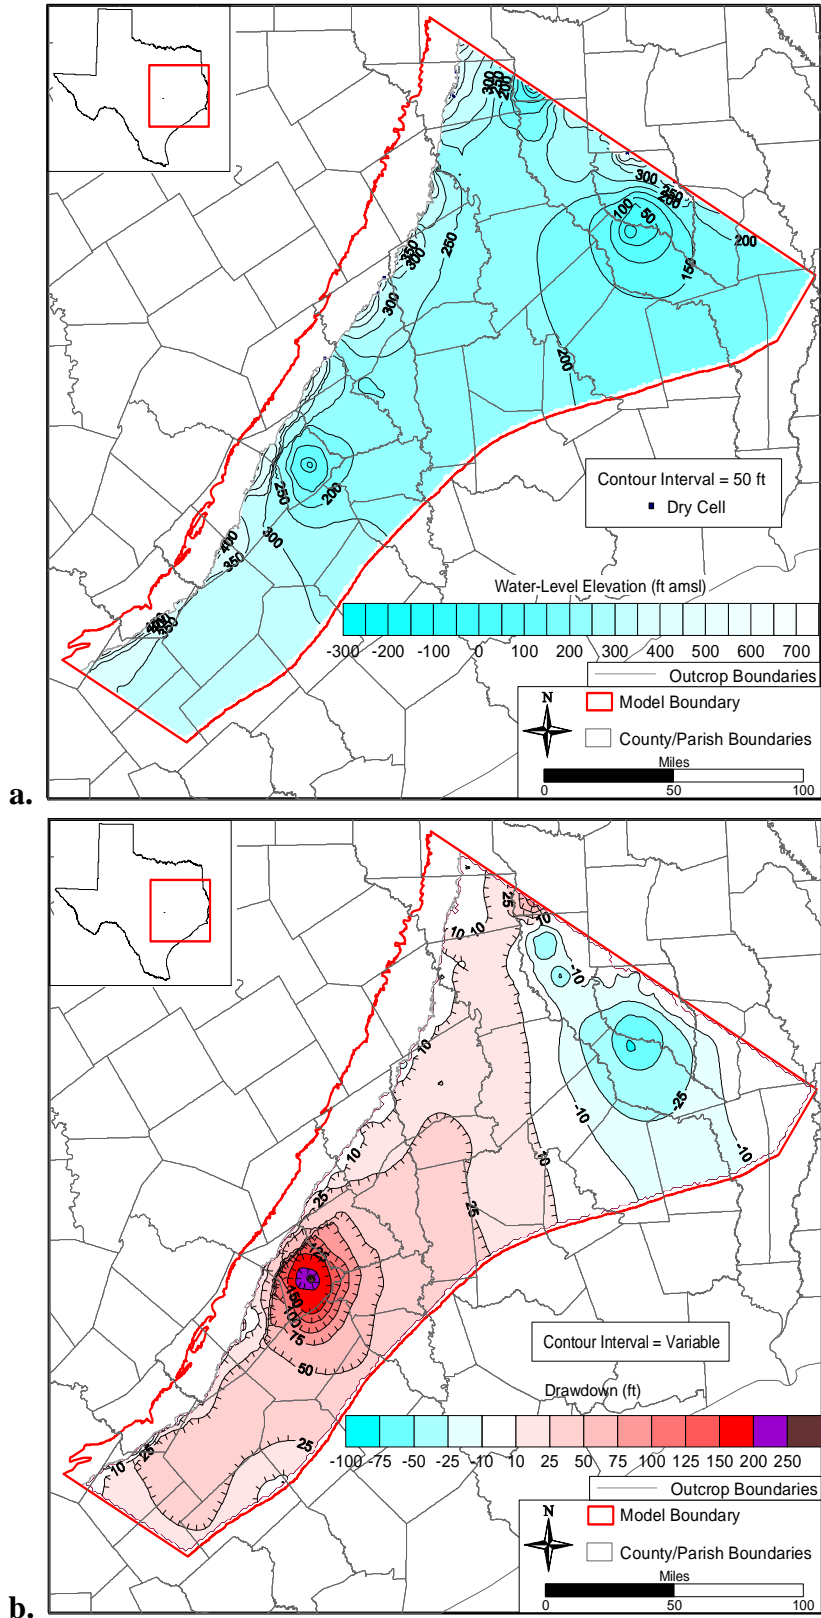 300
250
200
300
250
200
100
50
200
150
350
300
250
300
200
250
200
400
350
300
400
350
Contour Interval = 50 ft
Dry Cell
Water-Level Elevation (ft amsl)
-300 -200 -100 0 100 200 300 400 500 600 700
Outcrop Boundaries
N
Model Boundary
County/Parish Boundaries
Miles
0 50 100
a.
25
10
10 10
-10
10
-25
-10
-10
10
10
25
25
125
150
100
75
50
25
10
25
Contour Interval = Variable
Drawdown (ft)
-100 -75 -50 -25 -10 10 25 50 75 100 125 150 200 250
Outcrop Boundaries
N
Model Boundary
County/Parish Boundaries
Miles
0 50 100
b.